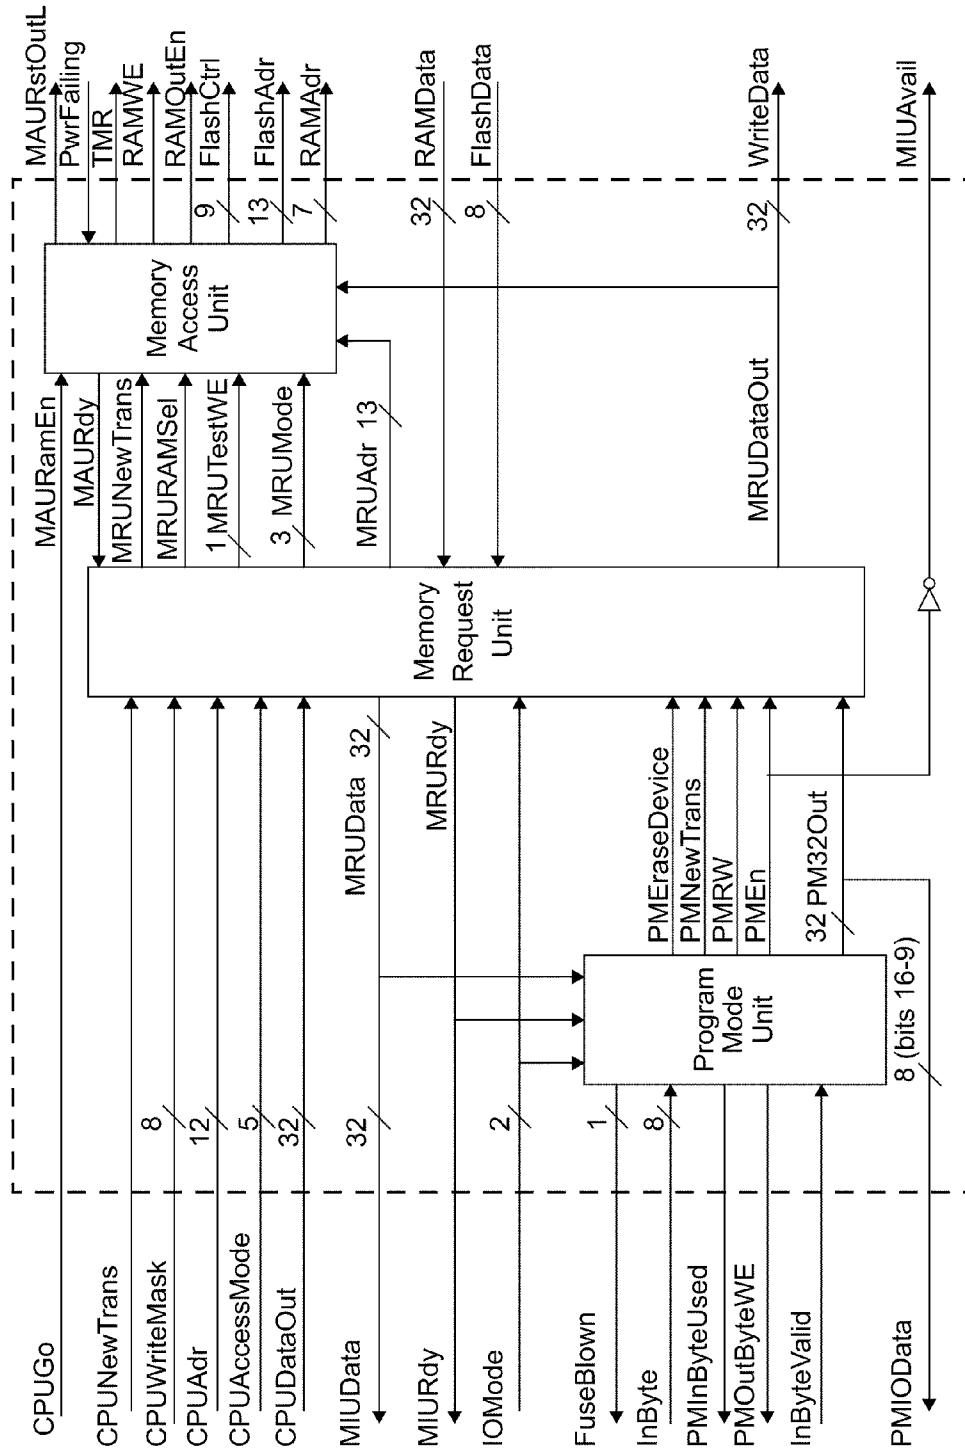 CPUGo
CPUNewTrans
CPUWriteMask
CPUAdr
CPUAccessMode
CPUDataOut
MIUData
MIURdy
IOMode
FuseBlown
InByte
PMInByteUsed
PMOutByteWE
InByteValid
PMIOData
8
12
5
32
32
2
1
8
8 (bits 16-9)
Program
Mode
Unit
MRUData 32
MRURdy
PMEraseDevice
PMNewTrans
PMRW
PMEn
32 PM32Out
Memory
Request
Unit
MAURamEn
MAURdy
MRUNewTrans
MRURAMSel
1 MRUTestWE
3 MRUMode
MRUAdr 13
MRUDataOut
Memory
Access
Unit
9
13
7
32
8
32
MAURstOutL
PwrFailing
TMR
RAMWE
RAMOutEn
FlashCtrl
FlashAdr
RAMAdr
RAMData
FlashData
WriteData
MIUAvail